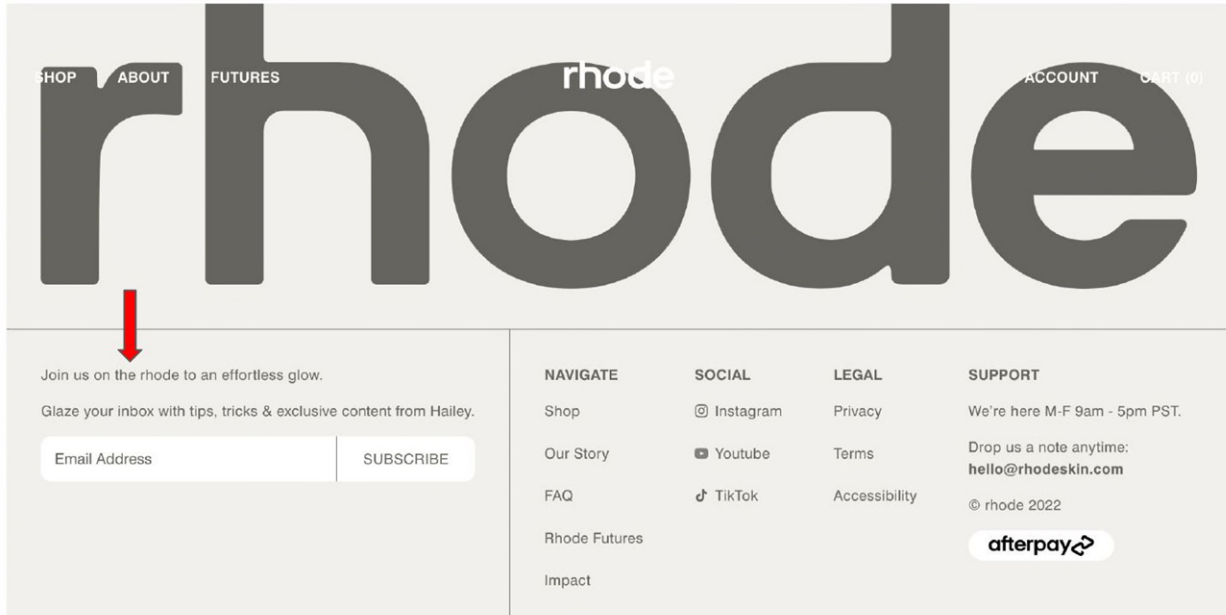 rhode
SHOP ABOUT FUTURES rhode ACCOUNT CART (0)
Join us on the rhode to an effortless glow.
Glaze your inbox with tips, tricks & exclusive content from Hailey.
Email Address SUBSCRIBE
NAVIGATE
Shop
Our Story
FAQ
Rhode Futures
Impact
SOCIAL
Instagram
Youtube
TikTok
LEGAL
Privacy
Terms
Accessibility
SUPPORT
We're here M-F 9am - 5pm PST.
Drop us a note anytime:
hello@rhodeskin.com
© rhode 2022
afterpay